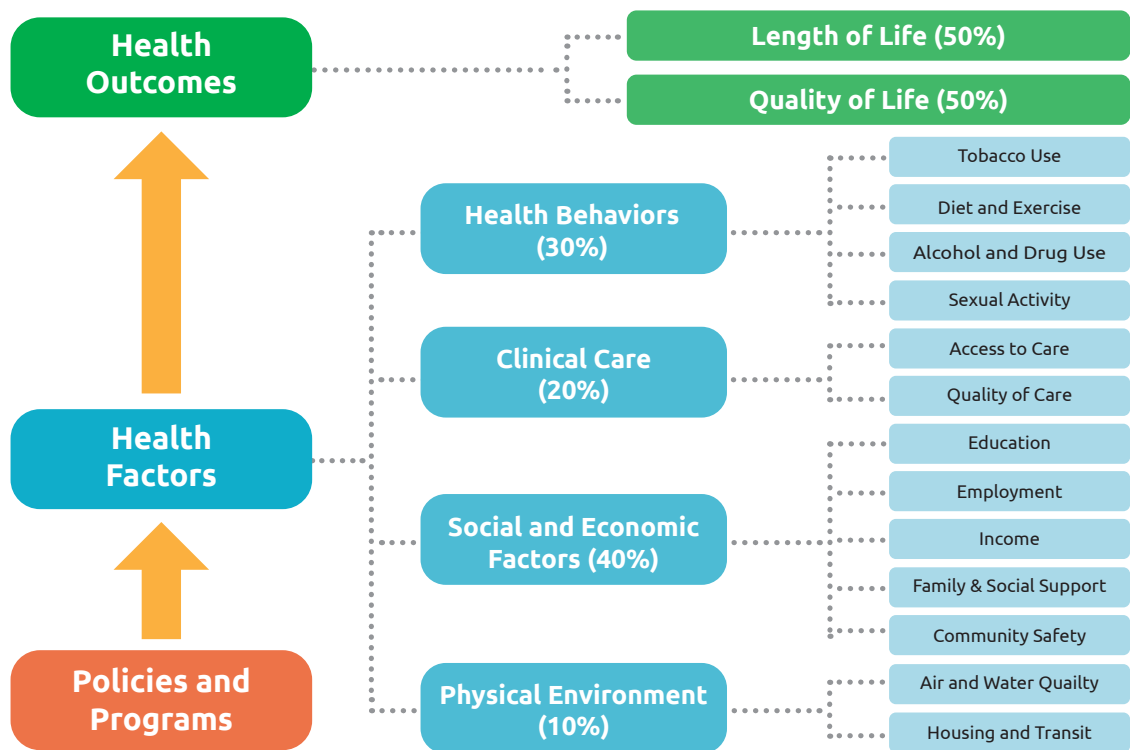 Health
Outcomes
Length of Life (50%)
Quality of Life (50%)
Health
Factors
Health Behaviors
(30%)
Tobacco Use
Diet and Exercise
Alcohol and Drug Use
Sexual Activity
Clinical Care
(20%)
Access to Care
Quality of Care
Social and Economic
Factors (40%)
Education
Employment
Income
Family & Social Support
Community Safety
Physical Environment
(10%)
Air and Water Quailty
Housing and Transit
Policies and
Programs